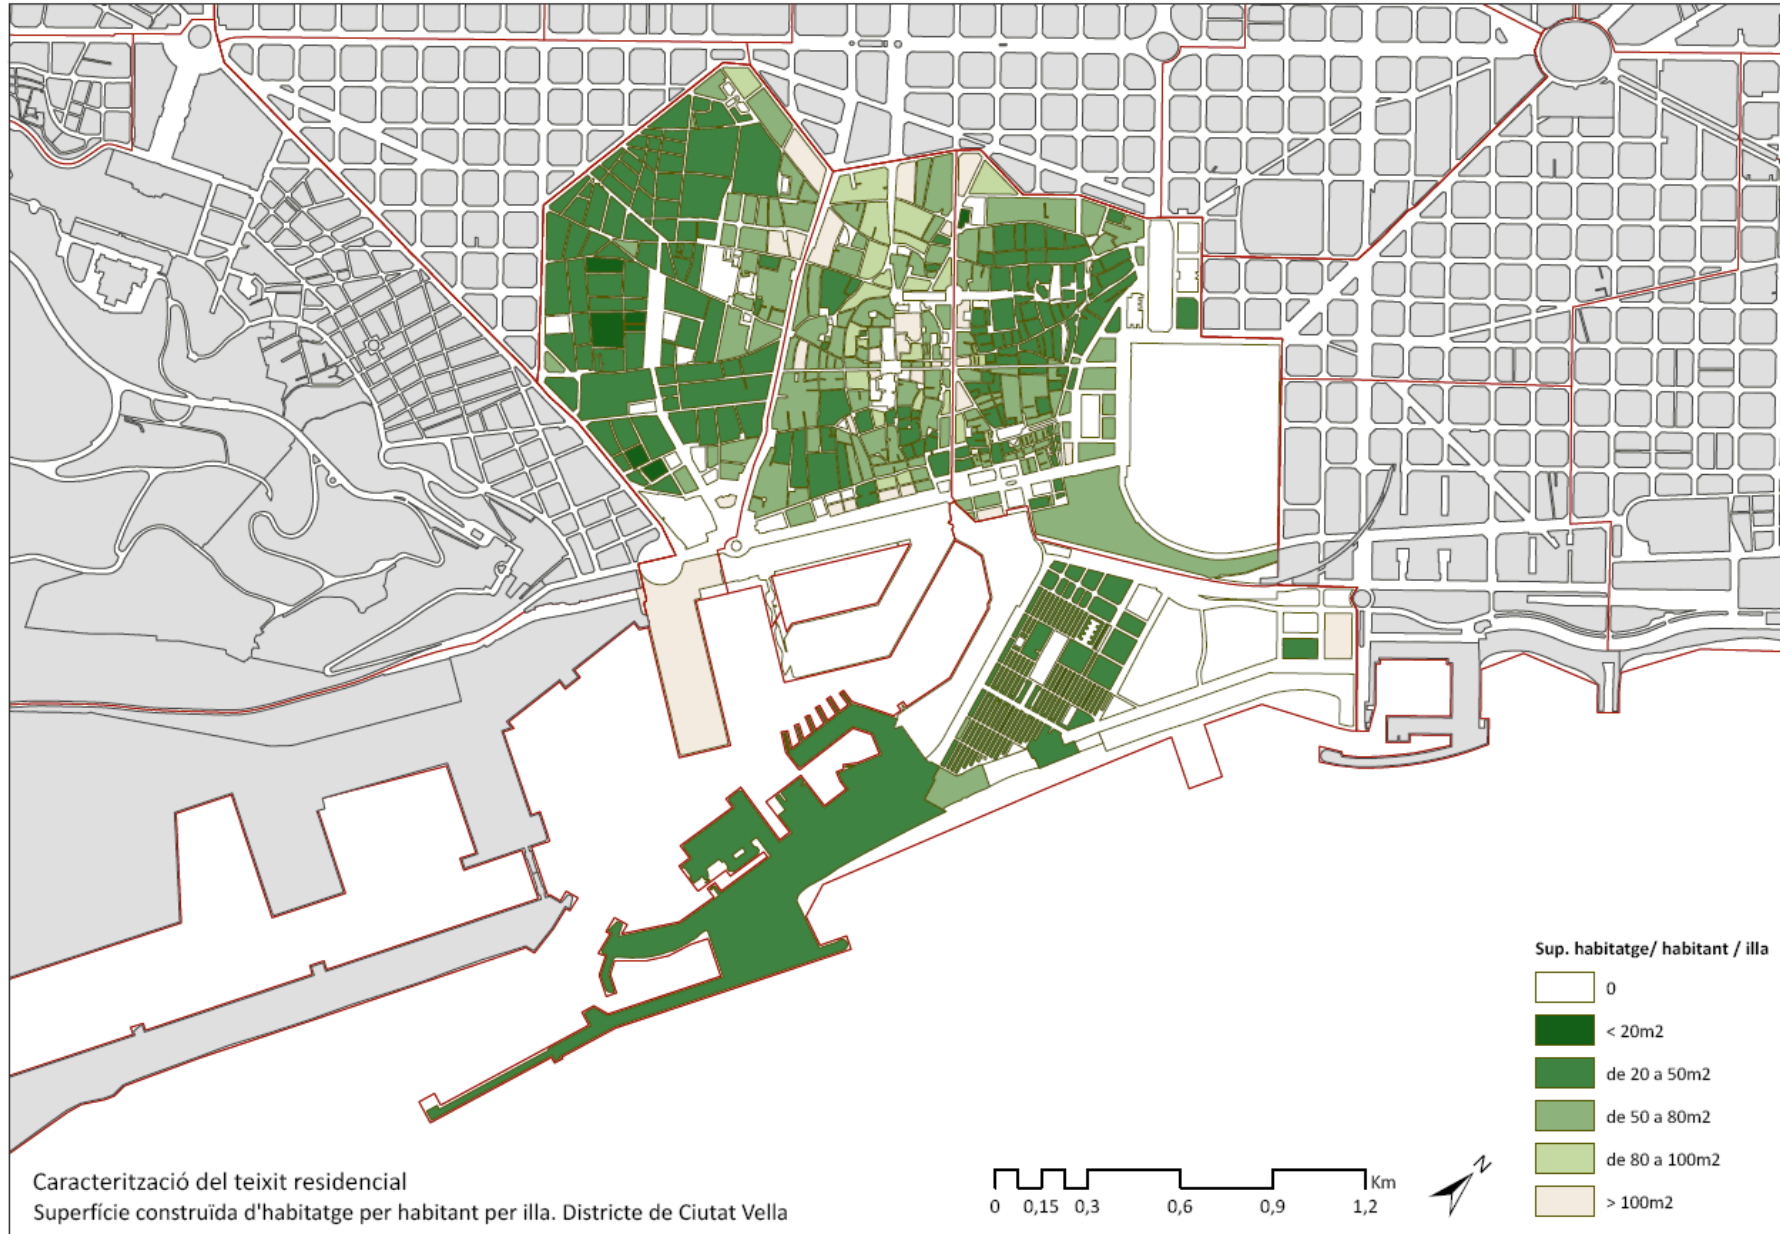 Sup. habitatge/ habitant / illa
0
< 20m2
de 20 a 50m2
de 50 a 80m2
de 80 a 100m2
> 100m2
Caracterització del teixit residencial
Superfície construïda d'habitatge per habitant per illa. Districte de Ciutat Vella
0 0,15 0,3 0,6 0,9 1,2 Km
N